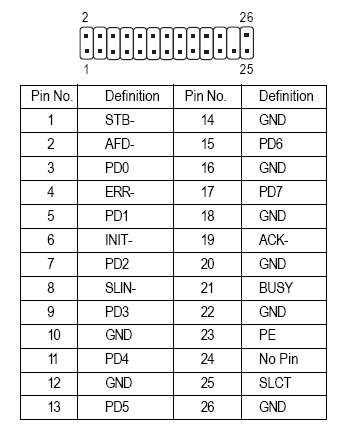 2 26
1 25
Pin No. Definition Pin No. Definition
1 STB- 14 GND
2 AFD- 15 PD6
3 PD0 16 GND
4 ERR- 17 PD7
5 PD1 18 GND
6 INIT- 19 ACK-
7 PD2 20 GND
8 SLIN- 21 BUSY
9 PD3 22 GND
10 GND 23 PE
11 PD4 24 No Pin
12 GND 25 SLCT
13 PD5 26 GND